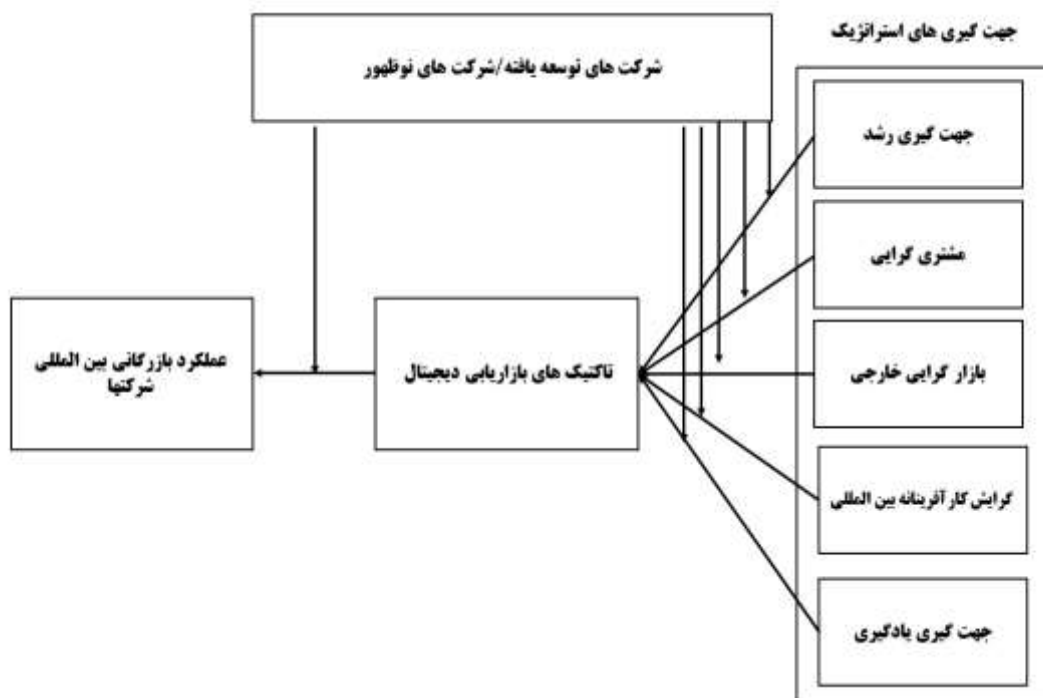 جهت گیری های استراتژیک
شرکت های توسعه یافته/شرکت های نوظهور
جهت گیری رشد
مشتری گرایی
بازار گرایی خارجی
گرایش کار آفرینانه بین المللی
جهت گیری یادگیری
تاکتیک های بازاریابی دیجیتال
عملکرد بازرگانی بین المللی
شرکتها